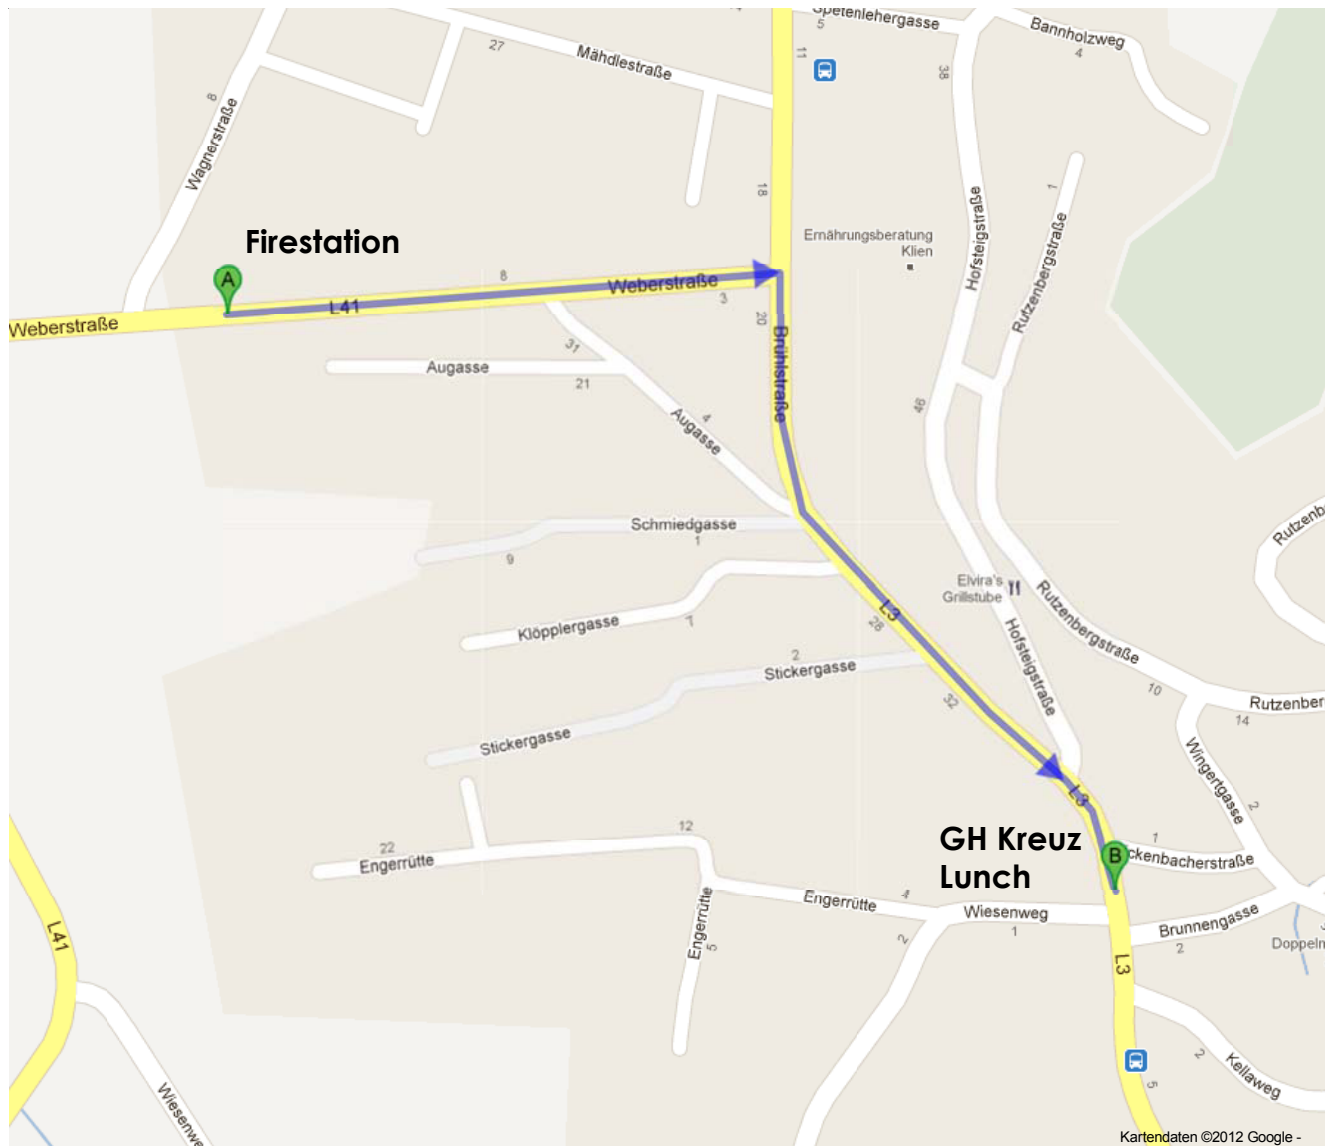 Spetenlehergasse
5
Bannholzweg
4
11
27
Mähdlestraße
38
8
Wagnerstraße
18
1
Ernährungsberatung
Klien
Hofsteigstraße
Rutzenbergstraße
Firestation
A
8
Weberstraße
3
L41
Weberstraße
20
Brühlstraße
31
Augasse
21
4
Augasse
46
Schmiedgasse
1
9
Rutzenb
Elvira's
Grillstube
Klöpplergasse
7
L3
28
Hofsteigstraße
Rutzenbergstraße
2
Stickergasse
10
Rutzenber
14
32
Stickergasse
Wingertgasse
2
L3
12
22
Engerrütte
GH Kreuz
Lunch
B
1
ckenbacherstraße
Engerrütte
4
Wiesenweg
1
2
Brunnengasse
2
Engerrütte
5
Doppelm
L41
L3
2
Kellaweg
5
Wiesenwe
Kartendaten ©2012 Google -